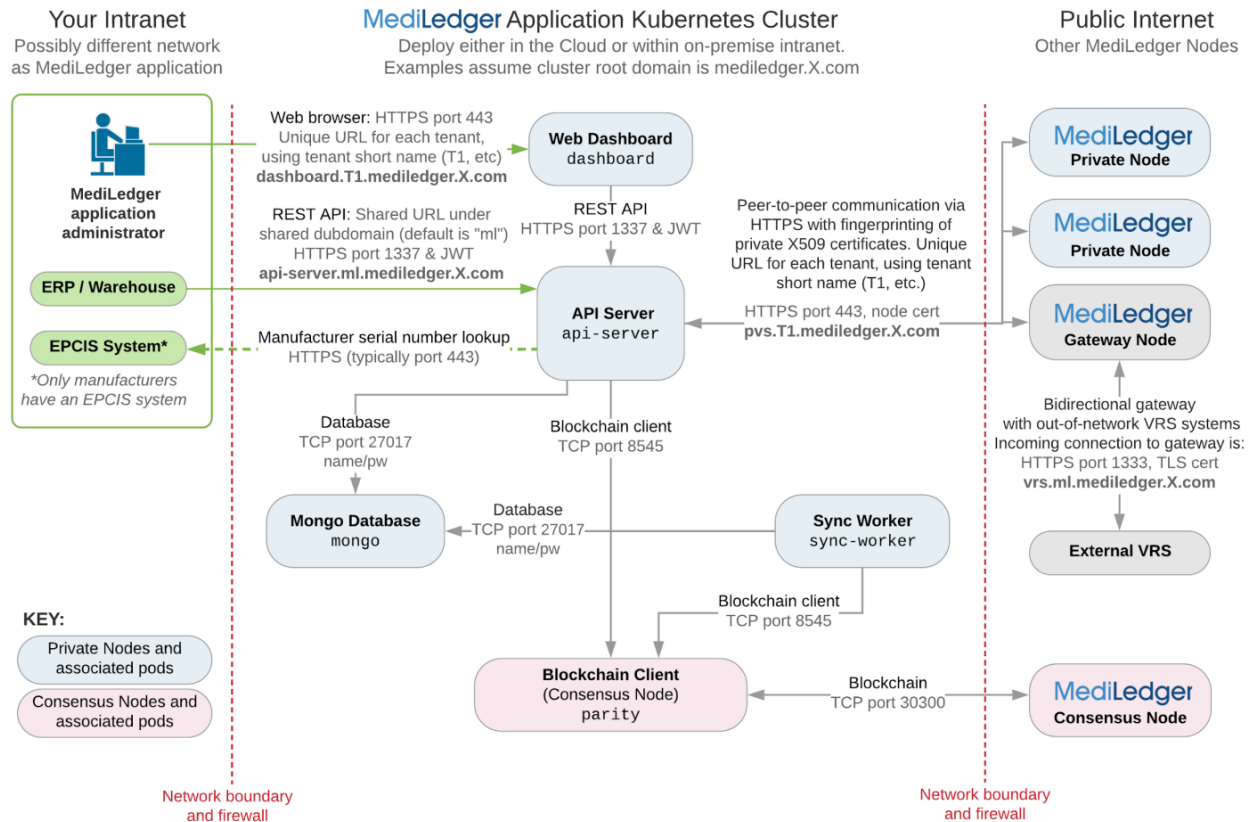 Your Intranet
Possibly different network
as MediLedger application
MediLedger Application Kubernetes Cluster
Deploy either in the Cloud or within on-premise intranet.
Examples assume cluster root domain is mediledger.X.com
Public Internet
Other MediLedger Nodes
MediLedger
application
administrator
ERP / Warehouse
EPCIS System*
*Only manufacturers
have an EPCIS system
Web browser: HTTPS port 443
Unique URL for each tenant,
using tenant short name (T1, etc)
dashboard.T1.mediledger.X.com
REST API: Shared URL under
shared dubdomain (default is "ml")
HTTPS port 1337 & JWT
api-server.ml.mediledger.X.com
Manufacturer serial number lookup
HTTPS (typically port 443)
Web Dashboard
dashboard
REST API
HTTPS port 1337 & JWT
API Server
api-server
Peer-to-peer communication via
HTTPS with fingerprinting of
private X509 certificates. Unique
URL for each tenant, using tenant
short name (T1, etc.)
HTTPS port 443, node cert
pvs.T1.mediledger.X.com
MediLedger
Private Node
MediLedger
Private Node
MediLedger
Gateway Node
Bidirectional gateway
with out-of-network VRS systems
Incoming connection to gateway is:
HTTPS port 1333, TLS cert
vrs.ml.mediledger.X.com
External VRS
Database
TCP port 27017
name/pw
Blockchain client
TCP port 8545
Mongo Database
mongo
Database
TCP port 27017
name/pw
Sync Worker
sync-worker
Blockchain client
TCP port 8545
Blockchain Client
(Consensus Node)
parity
Blockchain
TCP port 30300
MediLedger
Consensus Node
KEY:
Private Nodes and
associated pods
Consensus Nodes and
associated pods
Network boundary
and firewall
Network boundary
and firewall